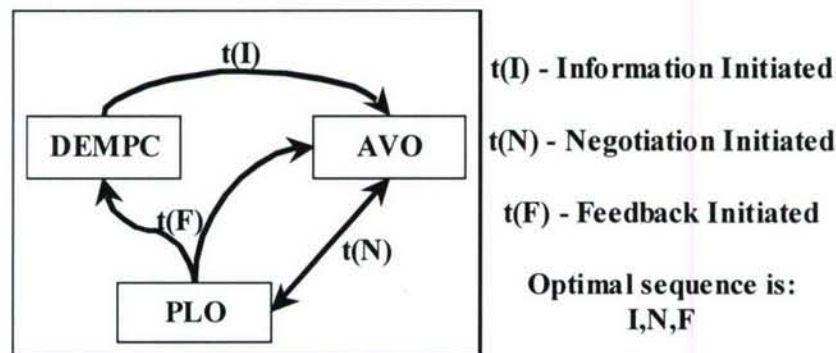 t(I)
DEMPC
AVO
t(F)
t(N)
PLO
t(I) - Information Initiated
t(N) - Negotiation Initiated
t(F) - Feedback Initiated
Optimal sequence is:
I,N,F